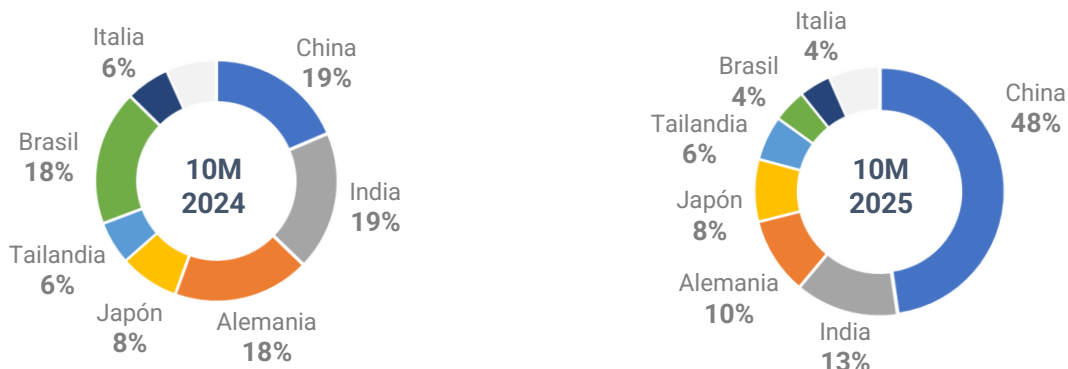 Italia
6%
China
19%
Brasil
18%
10M
2024
India
19%
Tailandia
6%
Japón
8%
Alemania
18%
Italia
4%
Brasil
4%
China
48%
Tailandia
6%
10M
2025
Japón
8%
Alemania
10%
India
13%